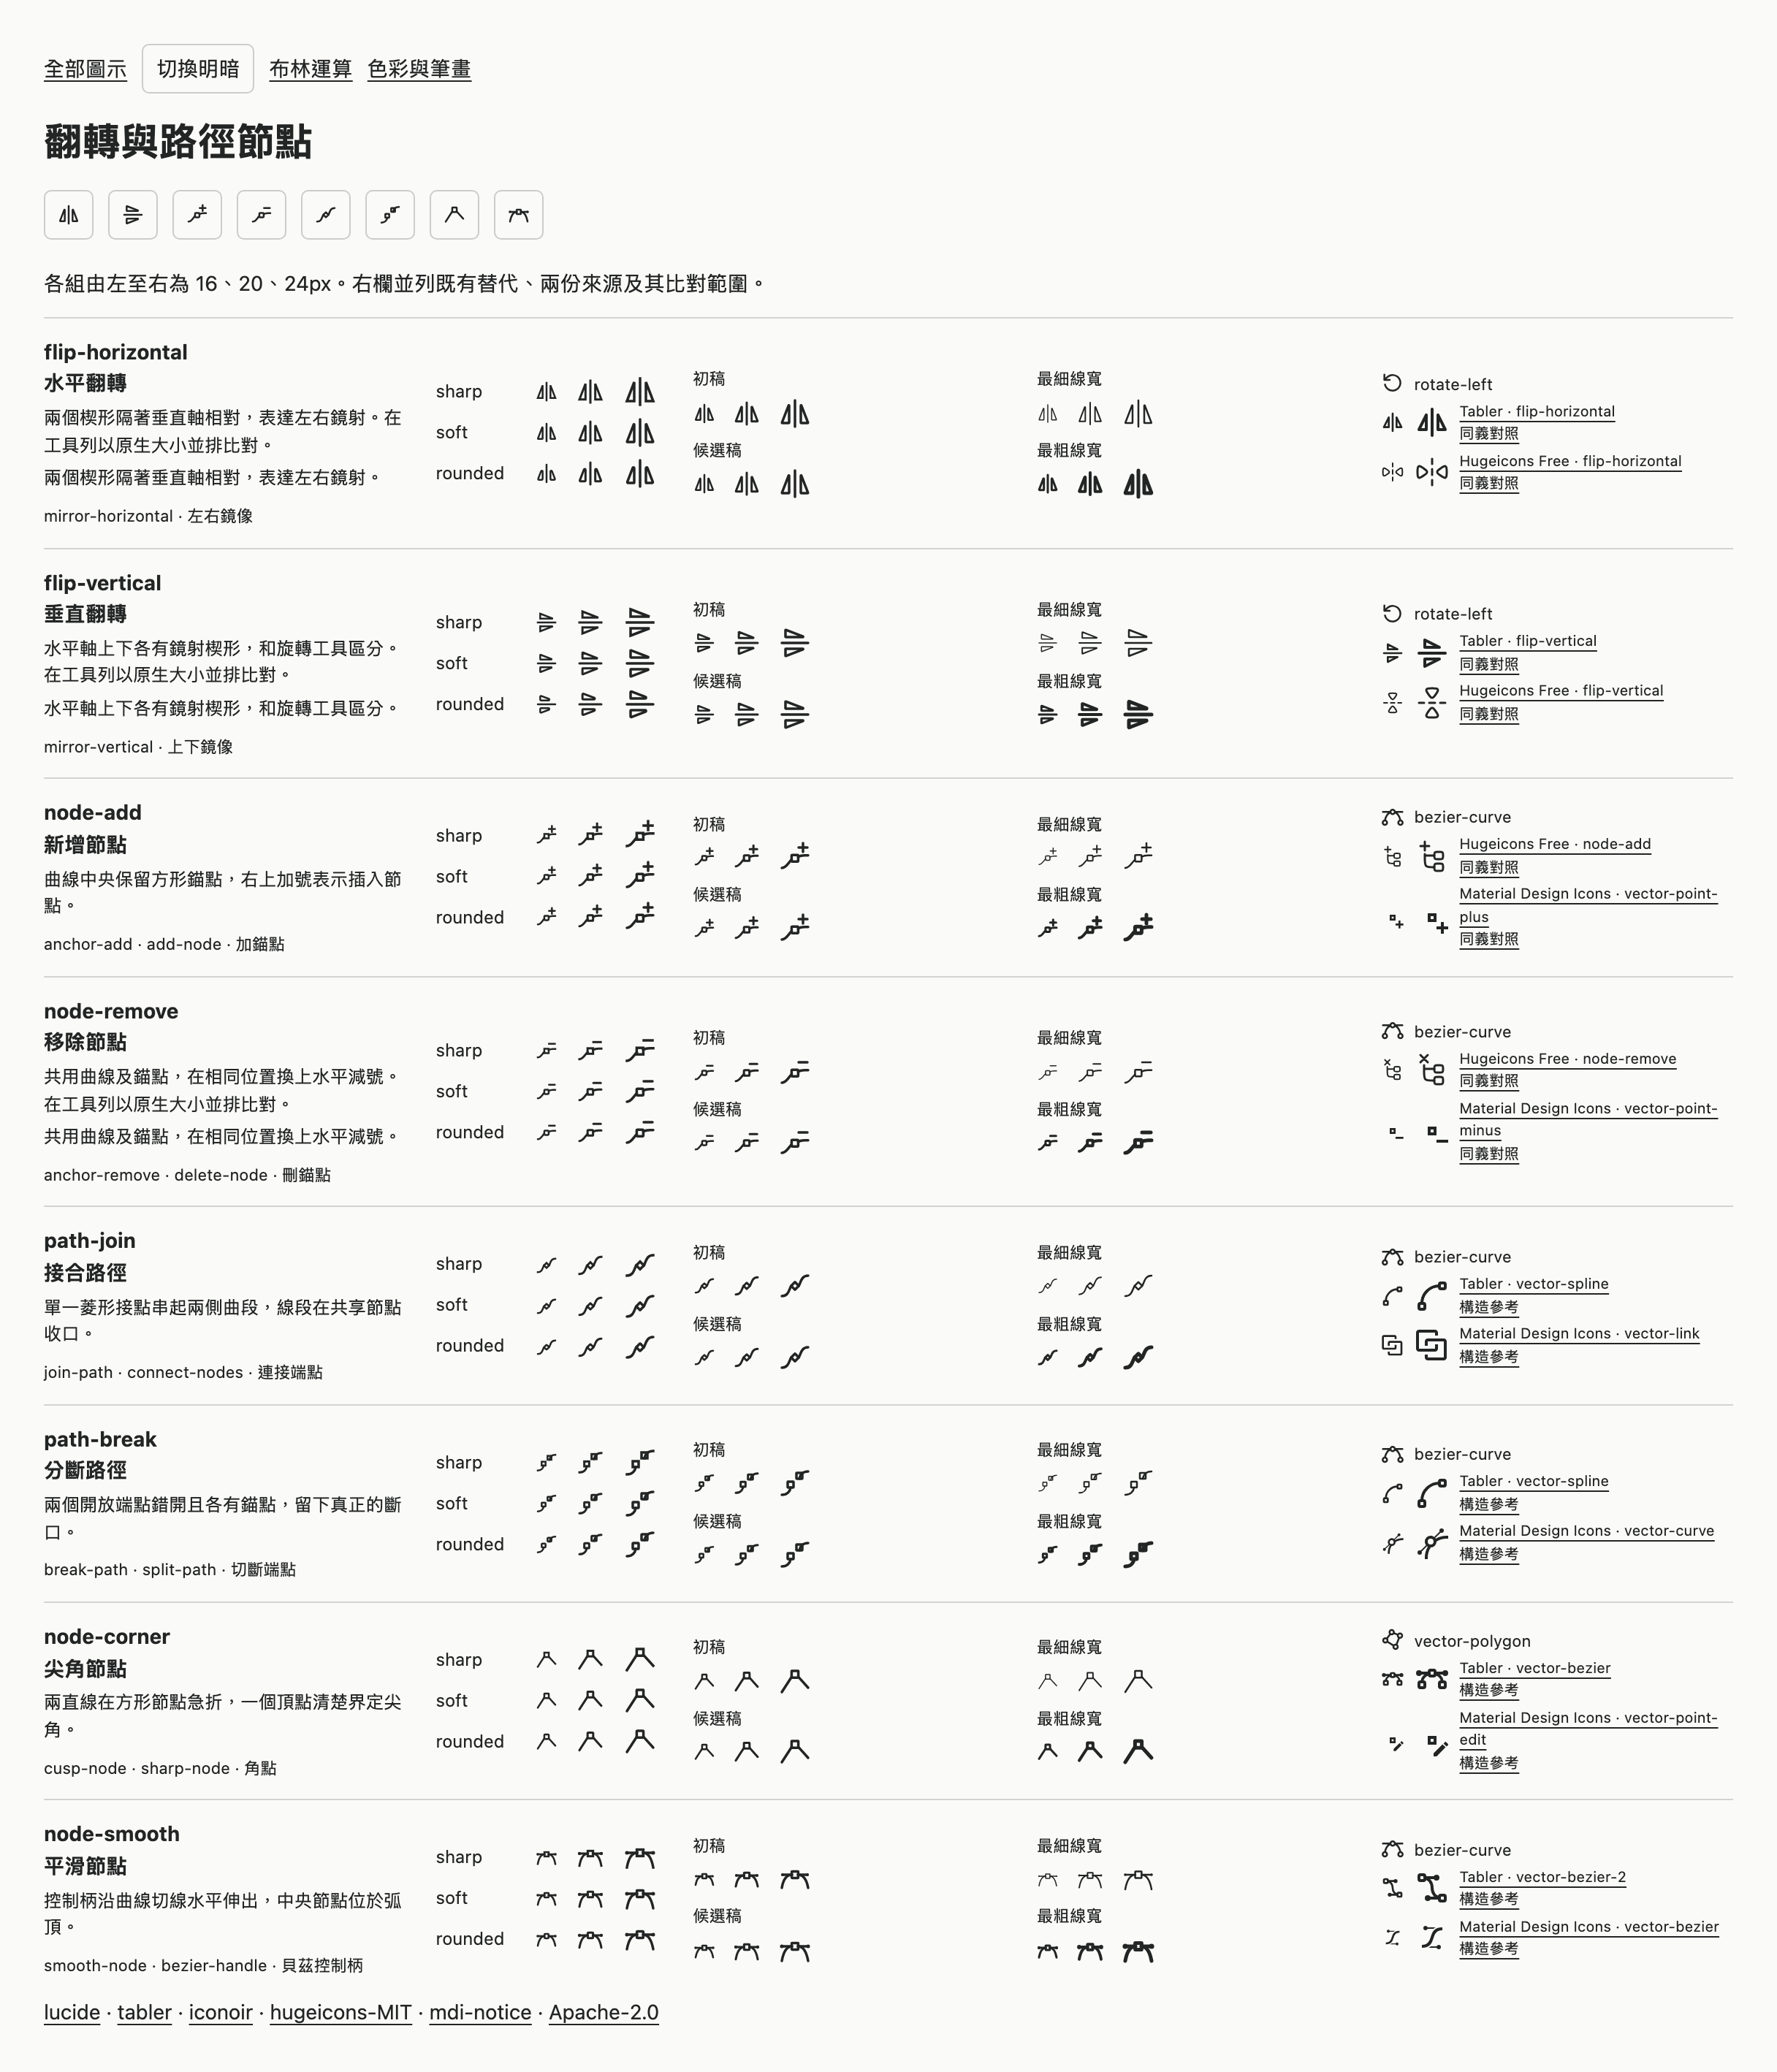 全部圖示 切換明暗 布林運算 色彩與筆畫
翻轉與路徑節點
各組由左至右為 16、20、24px。右欄並列既有替代、兩份來源及其比對範圍。
flip-horizontal
水平翻轉
兩個楔形隔著垂直軸相對，表達左右鏡射。在
工具列以原生大小並排比對。
兩個楔形隔著垂直軸相對，表達左右鏡射。
mirror-horizontal · 左右鏡像
sharp
soft
rounded
初稿
候選稿
最細線寬
最粗線寬
rotate-left
Tabler · flip-horizontal
同義對照
Hugeicons Free · flip-horizontal
同義對照
flip-vertical
垂直翻轉
水平軸上下各有鏡射楔形，和旋轉工具區分。
在工具列以原生大小並排比對。
水平軸上下各有鏡射楔形，和旋轉工具區分。
mirror-vertical · 上下鏡像
sharp
soft
rounded
初稿
候選稿
最細線寬
最粗線寬
rotate-left
Tabler · flip-vertical
同義對照
Hugeicons Free · flip-vertical
同義對照
node-add
新增節點
曲線中央保留方形錨點，右上加號表示插入節
點。
anchor-add · add-node · 加錨點
sharp
soft
rounded
初稿
候選稿
最細線寬
最粗線寬
bezier-curve
Hugeicons Free · node-add
同義對照
Material Design Icons · vector-point-
plus
同義對照
node-remove
移除節點
共用曲線及錨點，在相同位置換上水平減號。
在工具列以原生大小並排比對。
共用曲線及錨點，在相同位置換上水平減號。
anchor-remove · delete-node · 刪錨點
sharp
soft
rounded
初稿
候選稿
最細線寬
最粗線寬
bezier-curve
Hugeicons Free · node-remove
同義對照
Material Design Icons · vector-point-
minus
同義對照
path-join
接合路徑
單一菱形接點串起兩側曲段，線段在共享節點
收口。
join-path · connect-nodes · 連接端點
sharp
soft
rounded
初稿
候選稿
最細線寬
最粗線寬
bezier-curve
Tabler · vector-spline
構造參考
Material Design Icons · vector-link
構造參考
path-break
分斷路徑
兩個開放端點錯開且各有錨點，留下真正的斷
口。
break-path · split-path · 切斷端點
sharp
soft
rounded
初稿
候選稿
最細線寬
最粗線寬
bezier-curve
Tabler · vector-spline
構造參考
Material Design Icons · vector-curve
構造參考
node-corner
尖角節點
兩直線在方形節點急折，一個頂點清楚界定尖
角。
cusp-node · sharp-node · 角點
sharp
soft
rounded
初稿
候選稿
最細線寬
最粗線寬
vector-polygon
Tabler · vector-bezier
構造參考
Material Design Icons · vector-point-
edit
構造參考
node-smooth
平滑節點
控制柄沿曲線切線水平伸出，中央節點位於弧
頂。
smooth-node · bezier-handle · 貝茲控制柄
sharp
soft
rounded
初稿
候選稿
最細線寬
最粗線寬
bezier-curve
Tabler · vector-bezier-2
構造參考
Material Design Icons · vector-bezier
構造參考
lucide · tabler · iconoir · hugeicons-MIT · mdi-notice · Apache-2.0